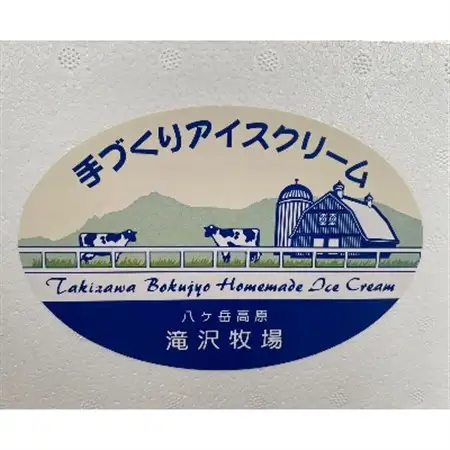 手づくりアイスクリーム
Takizawa Bokujyo Homemade Ice Cream
八ヶ岳高原
滝沢牧場